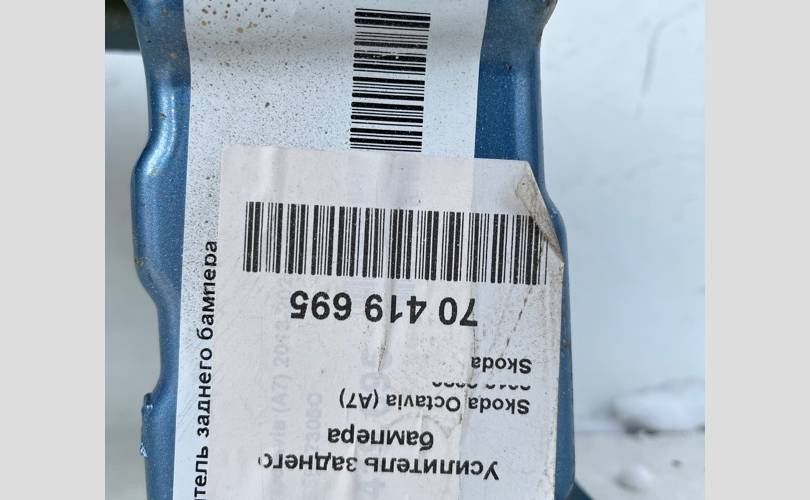 Усилитель заднего
бампера
Skoda Octavia (A7)
Skoda
70 419 695
тель заднего бампера